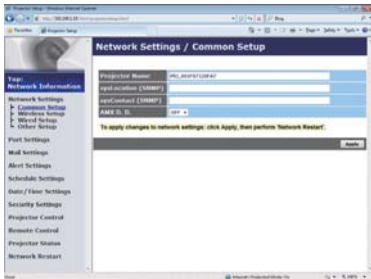 Network Settings / Common Setup
Top:
Network Information
Network Settings
Common Setup
Wireless Setup
Wired Setup
Other Setup
Port Settings
Mail Settings
Alert Settings
Schedule Settings
Date/Time Settings
Security Settings
Projector Control
Remote Control
Projector Status
Network Restart
Projector Name
sysLocation (SNMP)
sysContact (SNMP)
AMX D. D.
OFF
To apply changes to network settings: click Apply, then perform 'Network Restart'.
Apply